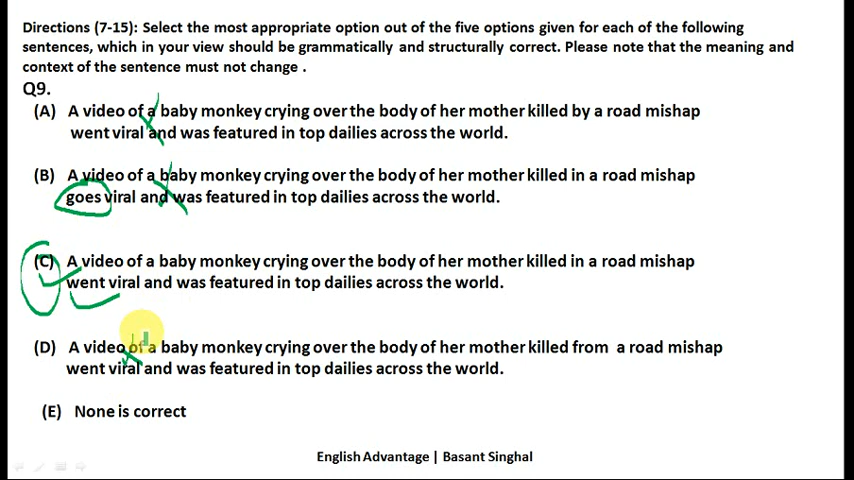 Directions (7-15): Select the most appropriate option out of the five options given for each of the following
sentences, which in your view should be grammatically and structurally correct. Please note that the meaning and
context of the sentence must not change .
Q9.
(A) A video of a baby monkey crying over the body of her mother killed by a road mishap
went viral and was featured in top dailies across the world.
(B) A video of a baby monkey crying over the body of her mother killed in a road mishap
goes viral and was featured in top dailies across the world.
(C) A video of a baby monkey crying over the body of her mother killed in a road mishap
went viral and was featured in top dailies across the world.
(D) A video of a baby monkey crying over the body of her mother killed from a road mishap
went viral and was featured in top dailies across the world.
(E) None is correct
English Advantage | Basant Singhal